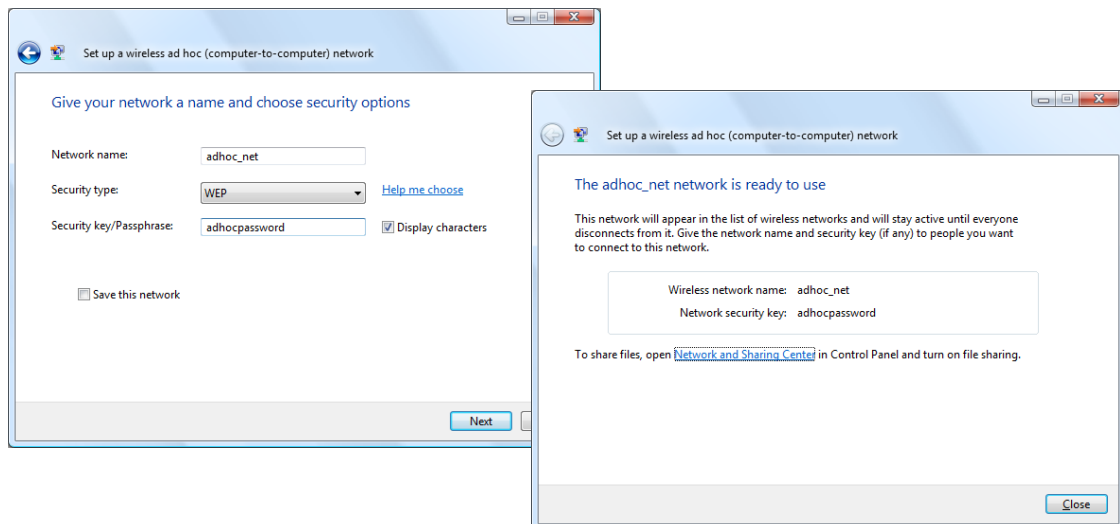 Set up a wireless ad hoc (computer-to-computer) network
Give your network a name and choose security options
Network name: adhoc_net
Security type: WEP Help me choose
Security key/Passphrase: adhocpassword Display characters
Save this network
Next
Set up a wireless ad hoc (computer-to-computer) network
The adhoc_net network is ready to use
This network will appear in the list of wireless networks and will stay active until everyone
disconnects from it. Give the network name and security key (if any) to people you want
to connect to this network.
Wireless network name: adhoc_net
Network security key: adhocpassword
To share files, open Network and Sharing Center in Control Panel and turn on file sharing.
Close